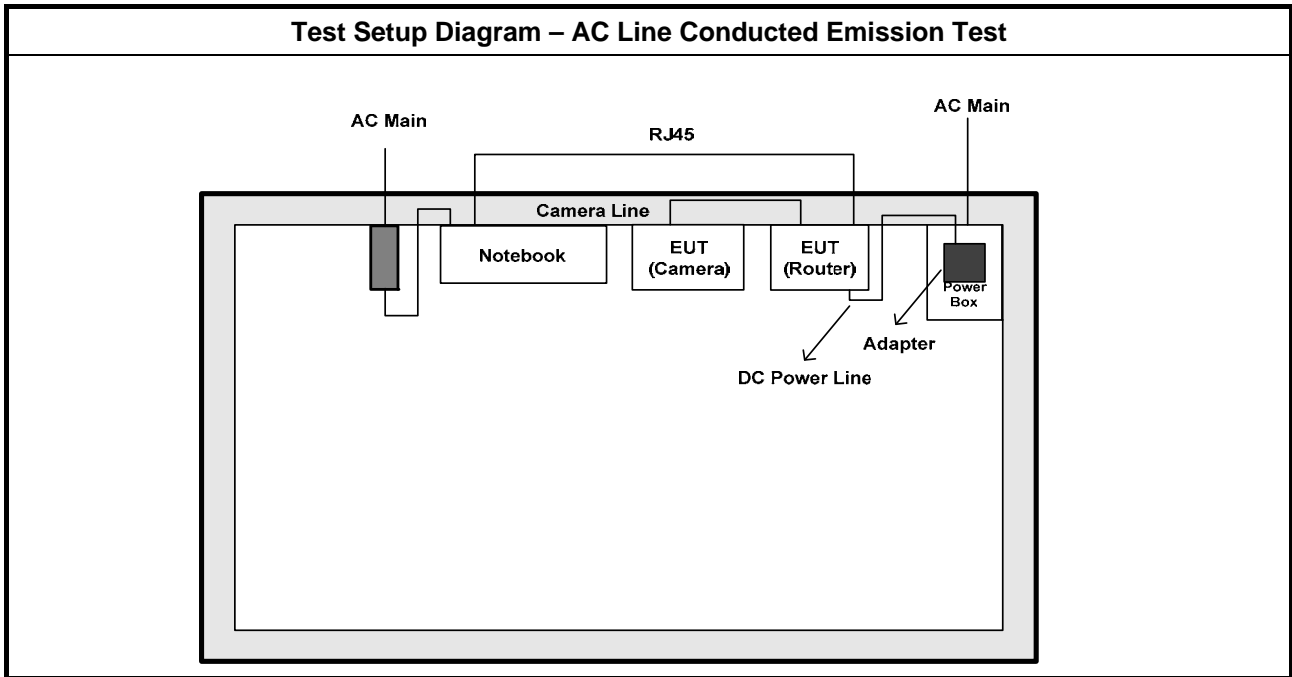 Test Setup Diagram – AC Line Conducted Emission Test
AC Main
RJ45
AC Main
Camera Line
Notebook
EUT
(Camera)
EUT
(Router)
Power
Box
Adapter
DC Power Line